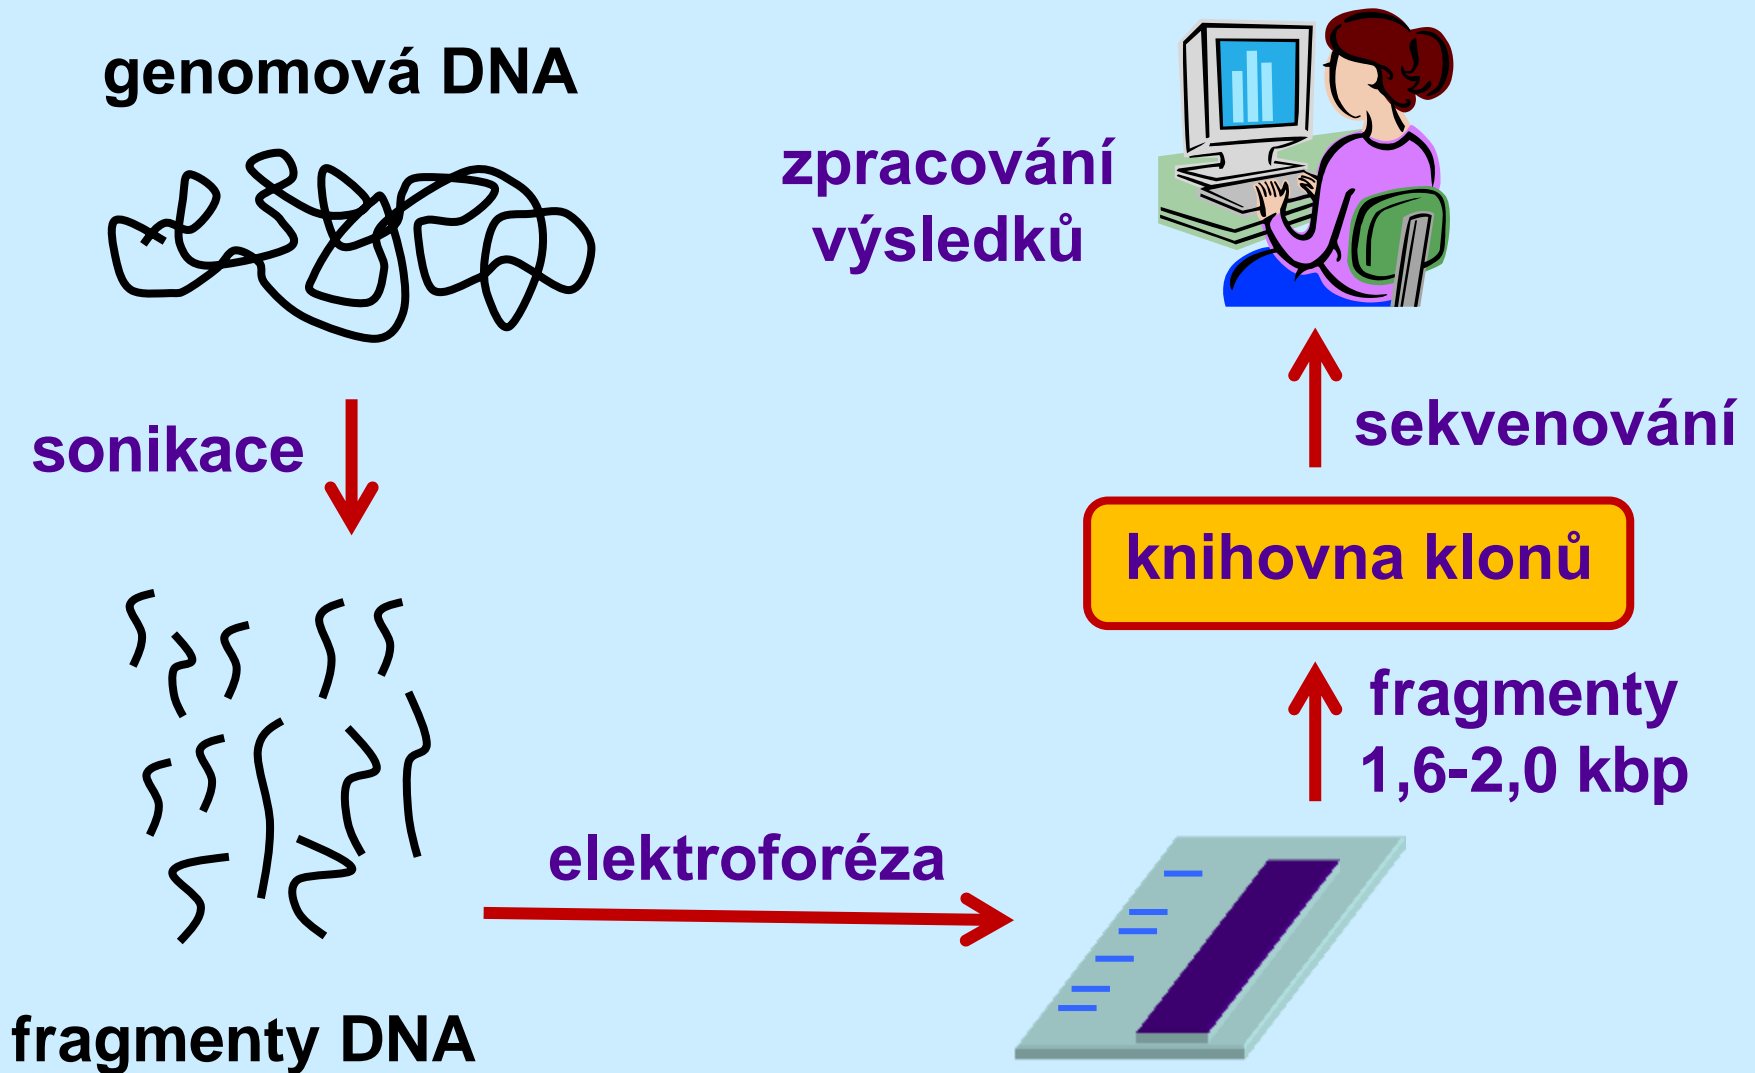 genomová DNA
sonikace
fragmenty DNA
elektroforéza
fragmenty
1,6-2,0 kbp
knihovna klonů
sekvenování
zpracování
výsledků